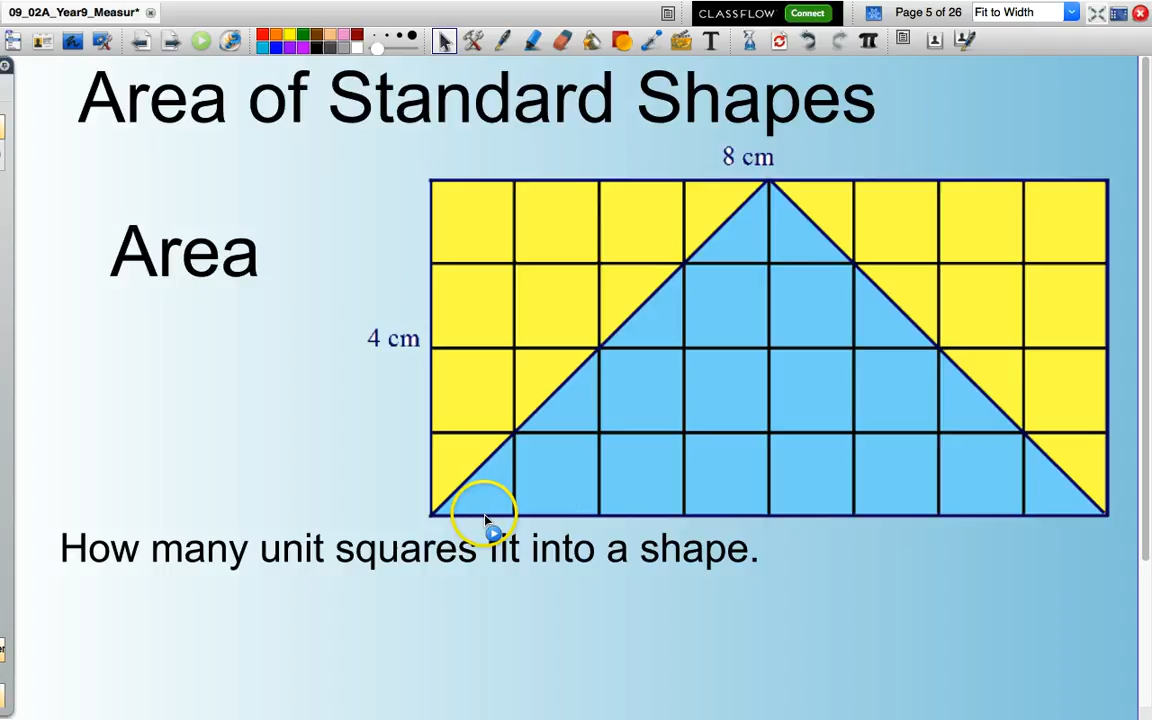 09_02A_Year9_Measur*
CLASSFLOW Connect
Page 5 of 26
Fit to Width
Area of Standard Shapes
8 cm
Area
4 cm
How many unit squares fit into a shape.